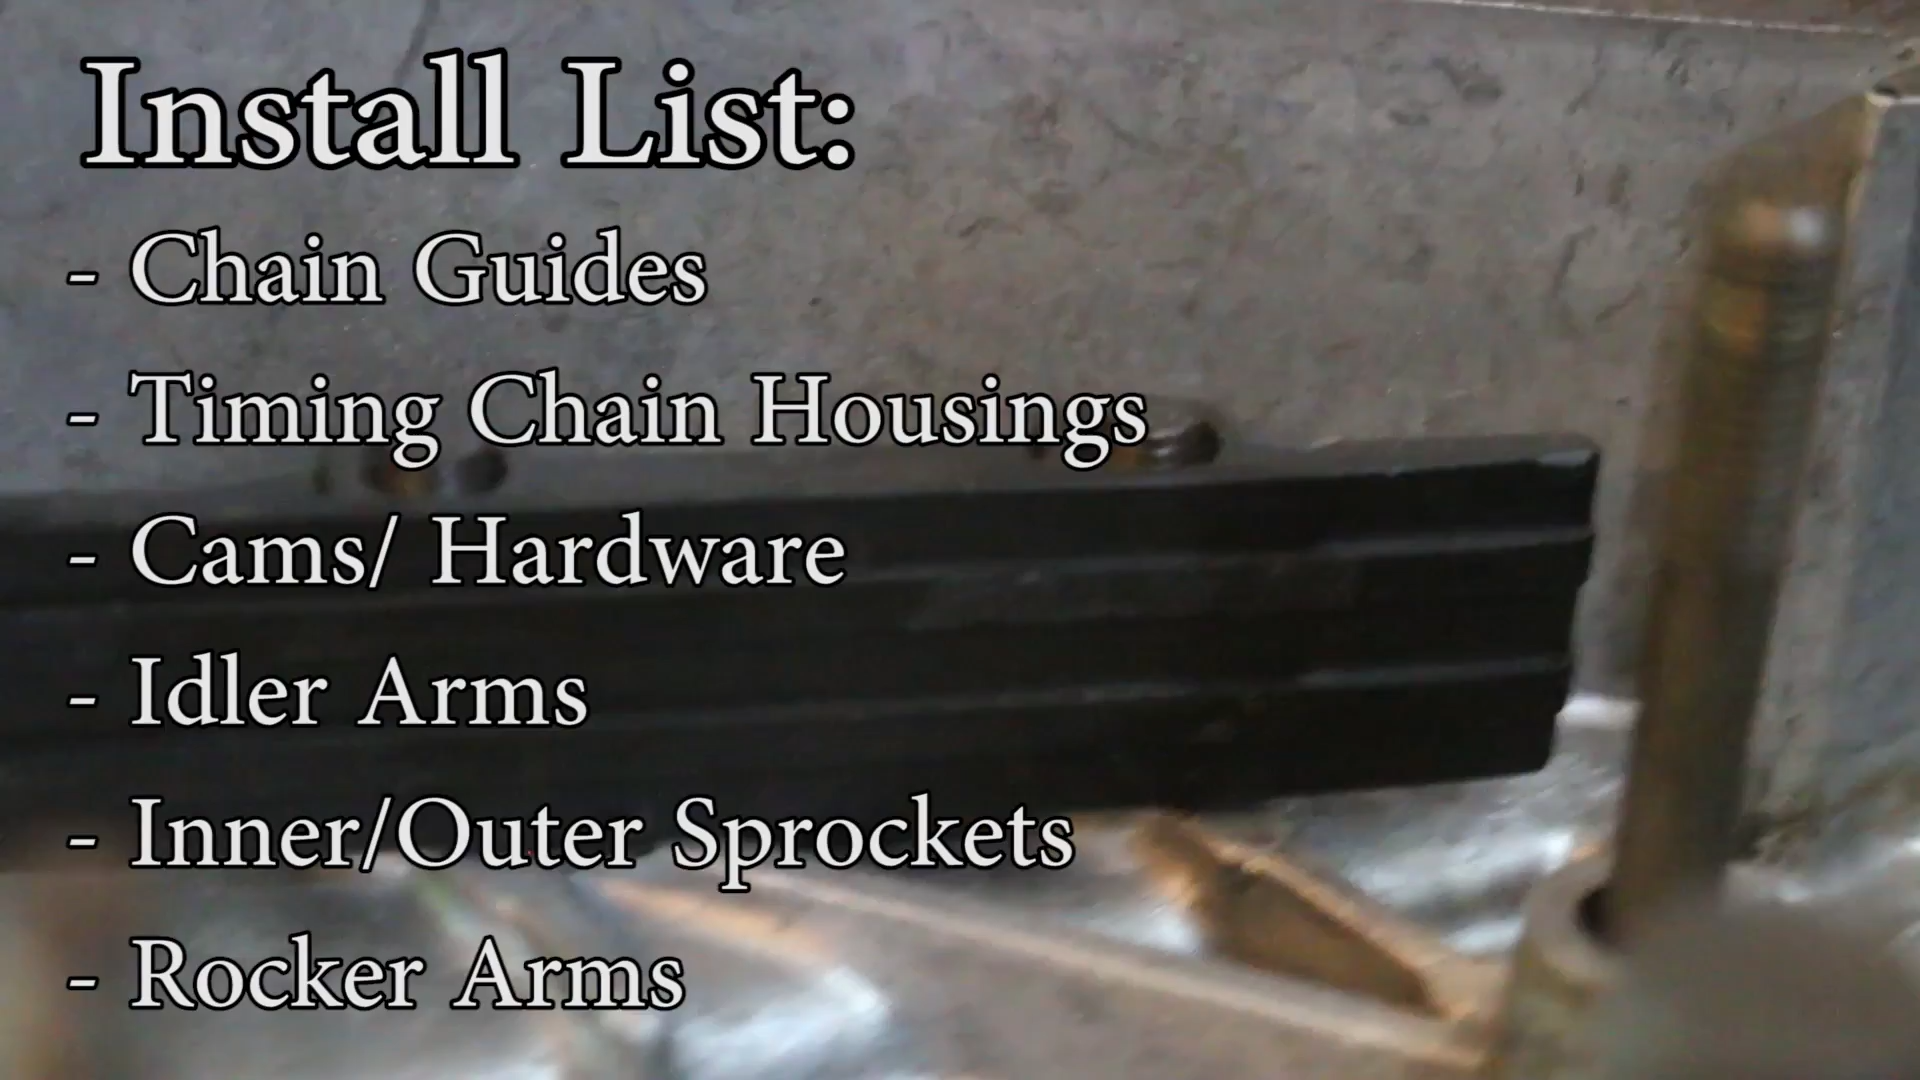 Install List:
- Chain Guides
- Timing Chain Housings
- Cams/ Hardware
- Idler Arms
- Inner/Outer Sprockets
- Rocker Arms